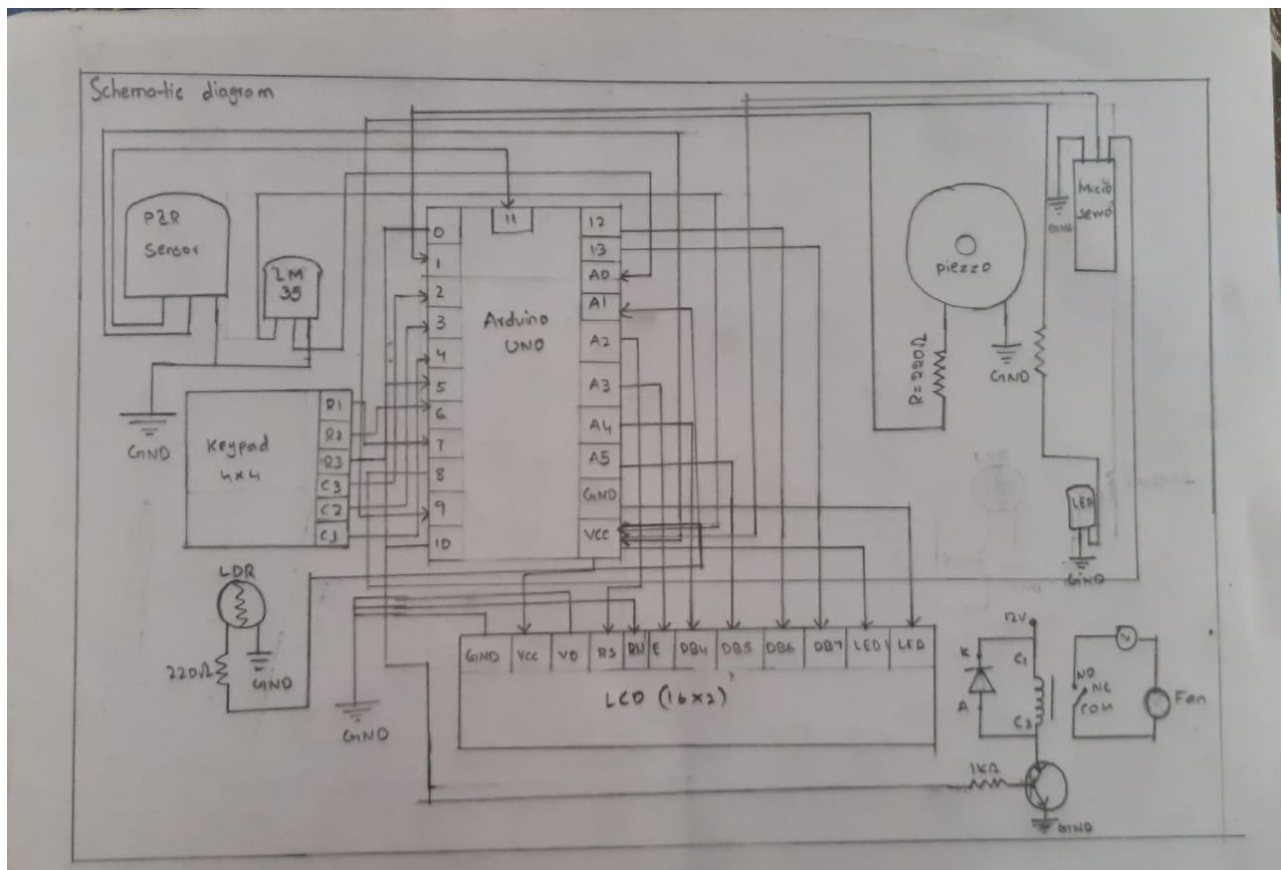 Schematic diagram
PIR
Sensor
LM
35
0
1
2
3
4
5
6
7
8
9
10
11
Arduino
UNO
12
13
A0
A1
A2
A3
A4
A5
GND
VCC
piezzo
R=220Ω
GND
GND
Micro
servo
LED
GND
GND
Keypad
4x4
R1
R2
R3
C3
C2
C1
LDR
220Ω
GND
GND
GND
VCC
V0
RS
RW
E
DB4
DB5
DB6
DB7
LED
LED
LCD (16x2)
12V
K
A
C1
C2
NO
NC
COM
Fan
1KΩ
GND